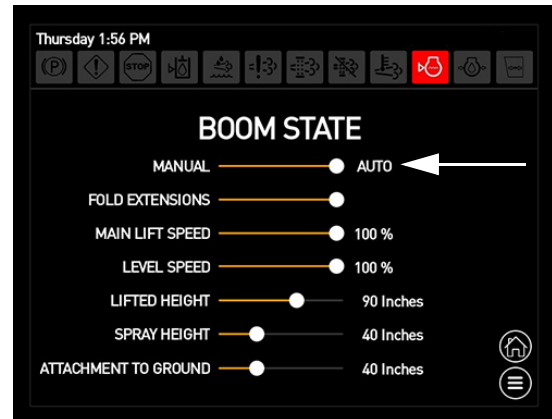 Thursday 1:56 PM
(P) STOP
BOOM STATE
MANUAL AUTO
FOLD EXTENSIONS
MAIN LIFT SPEED 100 %
LEVEL SPEED 100 %
LIFTED HEIGHT 90 Inches
SPRAY HEIGHT 40 Inches
ATTACHMENT TO GROUND 40 Inches